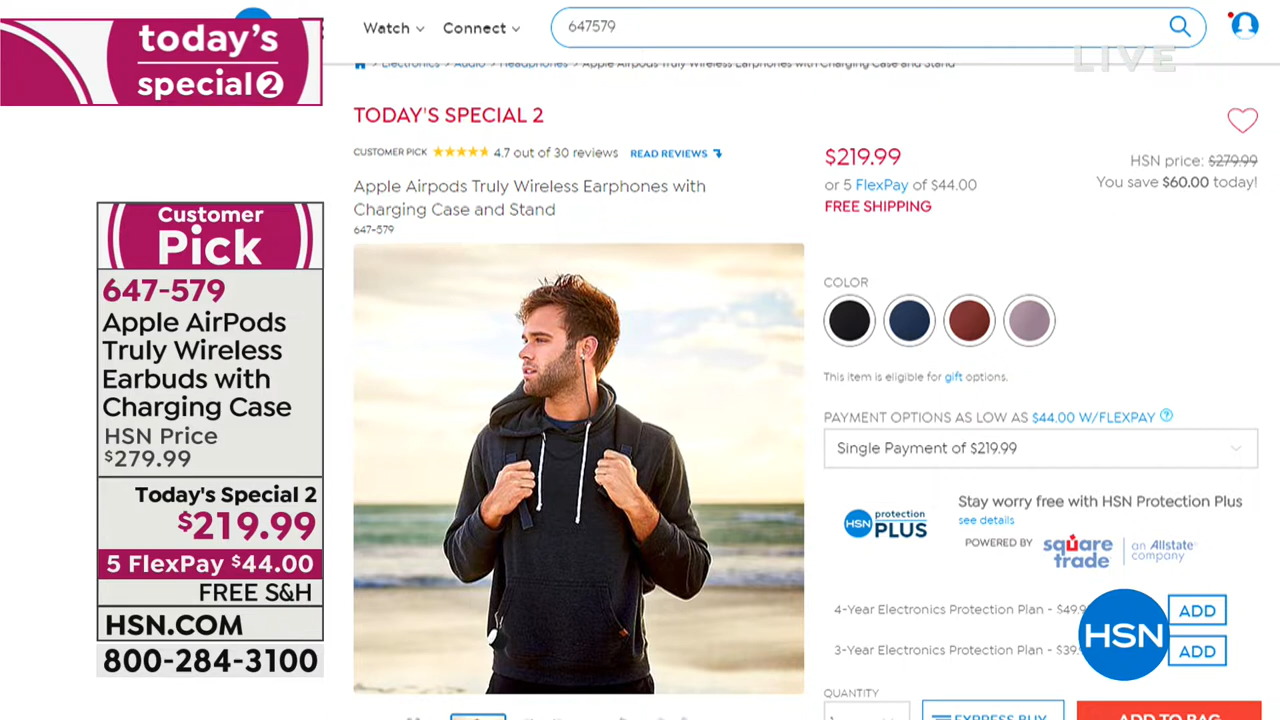 today's
special 2
Watch
Connect
647579
LIVE
Electronics > Audio > Headphones > Apple Airpods Truly Wireless Earphones with Charging Case and Stand
TODAY'S SPECIAL 2
CUSTOMER PICK 4.7 out of 30 reviews READ REVIEWS
Apple Airpods Truly Wireless Earphones with
Charging Case and Stand
647-579
$219.99
or 5 FlexPay of $44.00
FREE SHIPPING
HSN price: $279.99
You save $60.00 today!
Customer
Pick
647-579
Apple AirPods
Truly Wireless
Earbuds with
Charging Case
HSN Price
$279.99
Today's Special 2
$219.99
5 FlexPay $44.00
FREE S&H
HSN.COM
800-284-3100
COLOR
This item is eligible for gift options.
PAYMENT OPTIONS AS LOW AS $44.00 W/FLEXPAY ?
Single Payment of $219.99
HSN protection PLUS
Stay worry free with HSN Protection Plus
see details
POWERED BY square trade | an Allstate company
4-Year Electronics Protection Plan - $49.9
ADD
3-Year Electronics Protection Plan - $39.
ADD
HSN
QUANTITY
EXPRESS BUY
ADD TO BAG